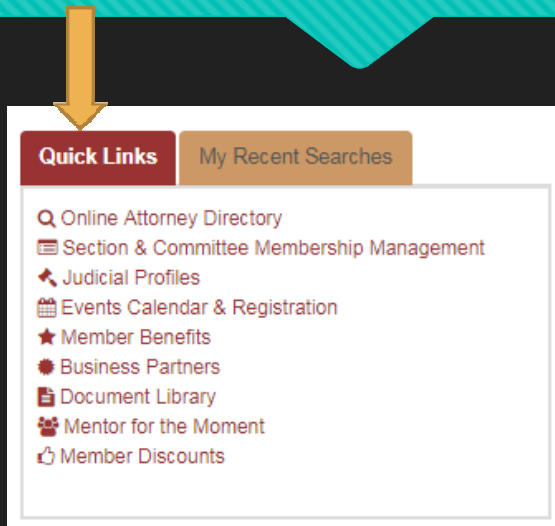 Quick Links
My Recent Searches
Online Attorney Directory
Section & Committee Membership Management
Judicial Profiles
Events Calendar & Registration
Member Benefits
Business Partners
Document Library
Mentor for the Moment
Member Discounts